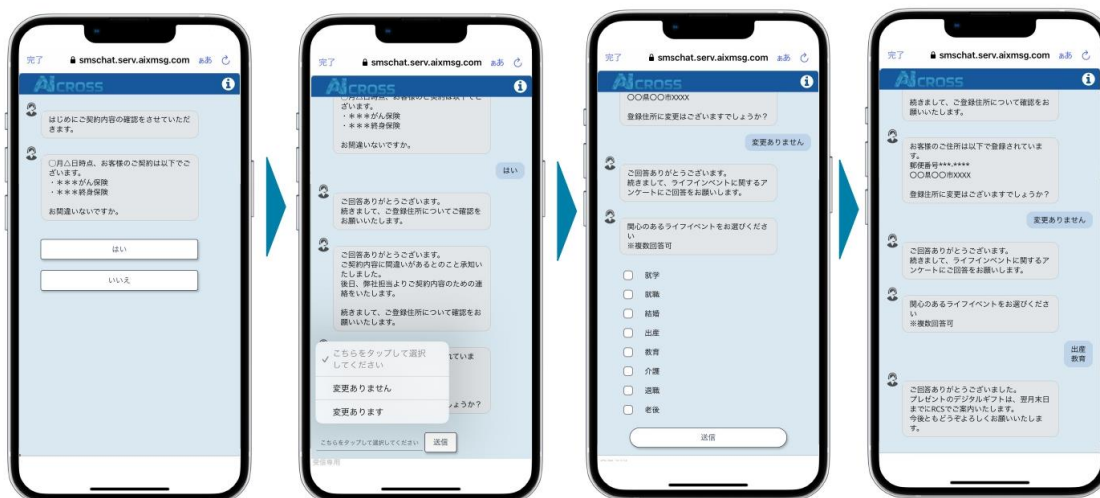 完了
smschat.serv.aixmsg.com
ああ
AiCROSS
はじめにご契約内容の確認をさせていただ
きます。
〇月△日時点、お客様のご契約は以下でご
ざいます。
・＊＊＊がん保険
・＊＊＊終身保険
お間違いないですか。
はい
いいえ
完了
smschat.serv.aixmsg.com
ああ
AiCROSS
〇月△日時点、お客様のご契約は以下でご
ざいます。
・＊＊＊がん保険
・＊＊＊終身保険
お間違いないですか。
はい
ご回答ありがとうございます。
続きまして、ご登録住所についてご確認を
お願いいたします。
ご回答ありがとうございます。
ご契約内容に間違いがあるとのこと承知い
たしました。
後日、弊社担当よりご契約内容のための連
絡をいたします。
続きまして、ご登録住所について確認をお
願いいたします。
れていま
こちらをタップして選択
してください
変更ありません
変更あります
しょうか？
こちらをタップして選択してください
送信
受信専用
完了
smschat.serv.aixmsg.com
ああ
AiCROSS
〇〇県〇〇市XXXX
登録住所に変更はございますでしょうか？
変更ありません
ご回答ありがとうございます。
続きまして、ライフイベントに関するア
ンケートにご回答をお願いします。
関心のあるライフイベントをお選びくださ
い
※複数回答可
就学
就職
結婚
出産
教育
介護
退職
老後
送信
完了
smschat.serv.aixmsg.com
ああ
AiCROSS
続きまして、ご登録住所について確認をお
願いいたします。
お客様のご住所は以下で登録されていま
す。
郵便番号***-****
〇〇県〇〇市XXXX
登録住所に変更はございますでしょうか？
変更ありません
ご回答ありがとうございます。
続きまして、ライフイベントに関するア
ンケートにご回答をお願いします。
関心のあるライフイベントをお選びくださ
い
※複数回答可
出産
教育
ご回答ありがとうございました。
プレゼントのデジタルギフトは、翌月末日
までにRCSでご案内いたします。
今後ともどうぞよろしくお願いいたしま
す。